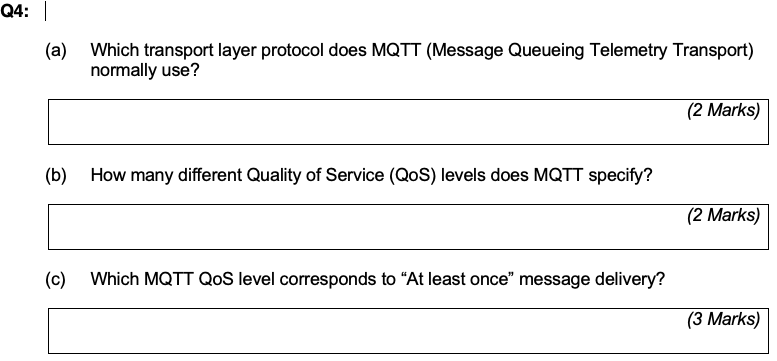 Q4:
(a) Which transport layer protocol does MQTT (Message Queueing Telemetry Transport)
normally use?
(2 Marks)
(b) How many different Quality of Service (QoS) levels does MQTT specify?
(2 Marks)
(c) Which MQTT QoS level corresponds to “At least once” message delivery?
(3 Marks)